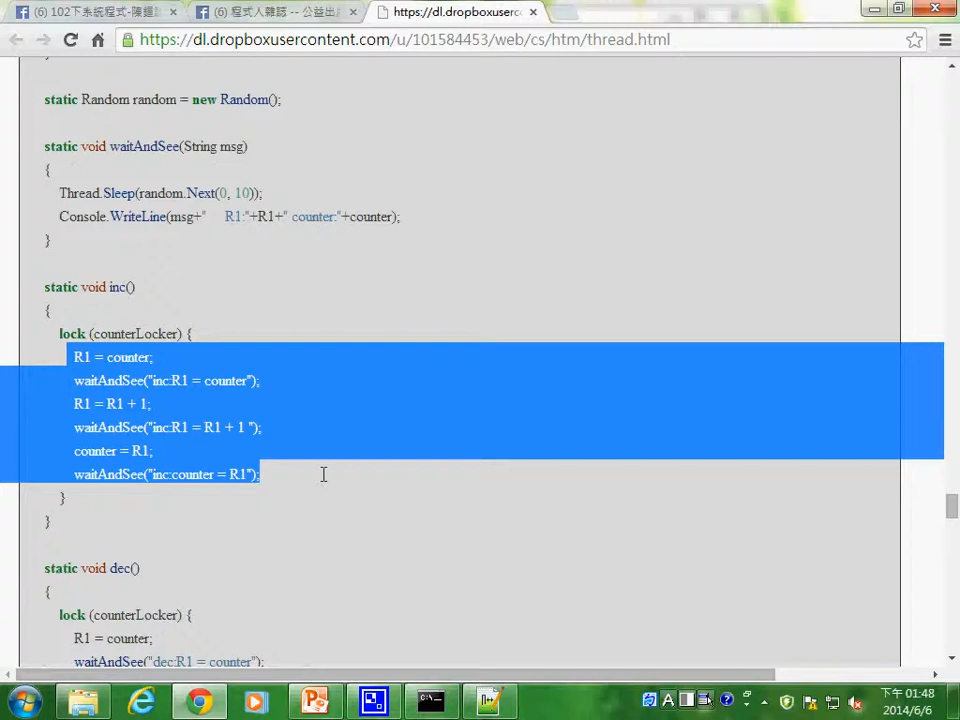 (6) 102下系統程式-陳鍾
(6) 程式人雜誌 -- 公益出
https://dl.dropboxuserco
https://dl.dropboxusercontent.com/u/101584453/web/cs/htm/thread.html
static Random random = new Random();
static void waitAndSee(String msg)
{
Thread.Sleep(random.Next(0, 10));
Console.WriteLine(msg+"     R1:"+R1+" counter:"+counter);
}
static void inc()
{
lock (counterLocker) {
R1 = counter;
waitAndSee("inc:R1 = counter");
R1 = R1 + 1;
waitAndSee("inc:R1 = R1 + 1 ");
counter = R1;
waitAndSee("inc:counter = R1");
}
}
static void dec()
{
lock (counterLocker) {
R1 = counter;
waitAndSee("dec:R1 = counter");
下午 01:48
2014/6/6